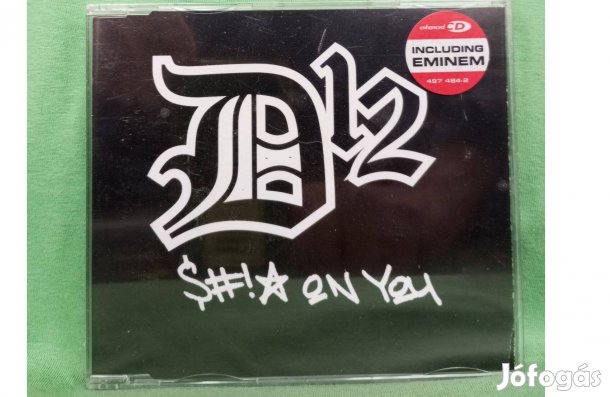 enhanced CD
INCLUDING
EMINEM
497 484-2
D12
$#!☆ ON YOU
Jófogás